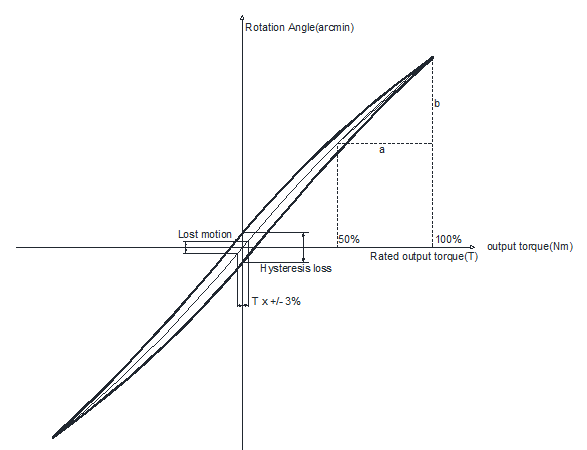 Rotation Angle(arcmin)
b
a
Lost motion
50%
100%
output torque(Nm)
Rated output torque(T)
Hysteresis loss
T x +/- 3%